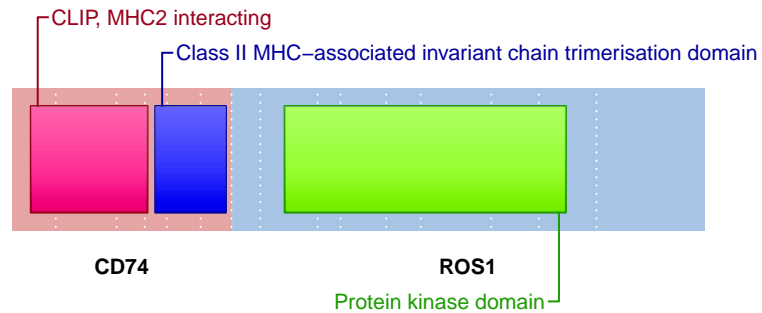 CLIP, MHC2 interacting
Class II MHC−associated invariant chain trimerisation domain
CD74 ROS1
Protein kinase domain